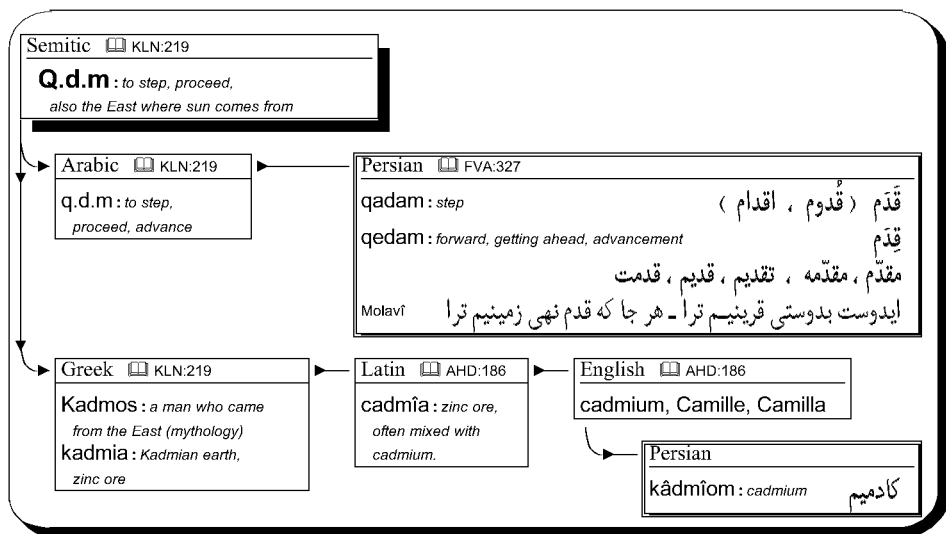 Semitic KLN:219
Q.d.m : to step, proceed,
also the East where sun comes from
Arabic KLN:219
q.d.m : to step,
proceed, advance
Persian FVA:327
qadam : step قَدَم ( قُدوم ، اقدام )
qedam : forward, getting ahead, advancement قِدَم
مقدّم ، مقدّمه ، تقدیم ، قدیم ، قدمت
Molavî ایدوست بدوستی قرینیـم ترا ـ هر جا که قدم نهی زمینیم ترا
Greek KLN:219
Kadmos : a man who came
from the East (mythology)
kadmia : Kadmian earth,
zinc ore
Latin AHD:186
cadmîa : zinc ore,
often mixed with
cadmium.
English AHD:186
cadmium, Camille, Camilla
Persian
kâdmîom : cadmium کادمیم